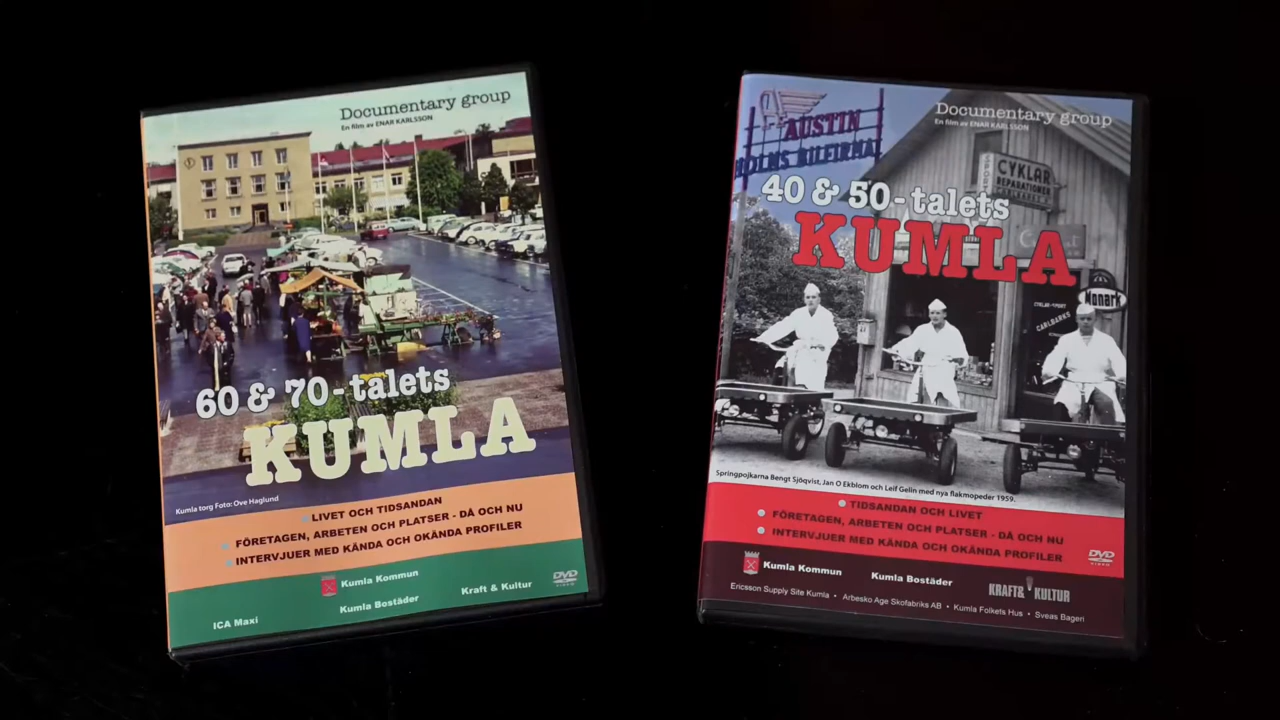 Documentary group
En film av ENAR KARLSSON
60 & 70-talets
KUMLA
Kumla torg Foto: Ove Haglund
LIVET OCH TIDSANDAN
FÖRETAGEN, ARBETEN OCH PLATSER - DÅ OCH NU
INTERVJUER MED KÄNDA OCH OKÄNDA PROFILER
Kumla Kommun
Kumla Bostäder
Kraft & Kultur
ICA Maxi
DVD
VIDEO
Documentary group
En film av ENAR KARLSSON
AUSTIN
HOLMS BILFIRMA
CYKLAR
REPARATIONER
SPORT
40 & 50-talets
KUMLA
Monark
CYKLAR-SPORT
CARLBARKS
Springpojkarna Bengt Sjöqvist, Jan O Ekblom och Leif Gelin med nya flakmopeder 1959.
TIDSANDAN OCH LIVET
FÖRETAGEN, ARBETEN OCH PLATSER - DÅ OCH NU
INTERVJUER MED KÄNDA OCH OKÄNDA PROFILER
Kumla Kommun
Kumla Bostäder
KRAFT& KULTUR
DVD
VIDEO
Ericsson Supply Site Kumla • Arbesko Age Skofabriks AB • Kumla Folkets Hus • Sveas Bageri